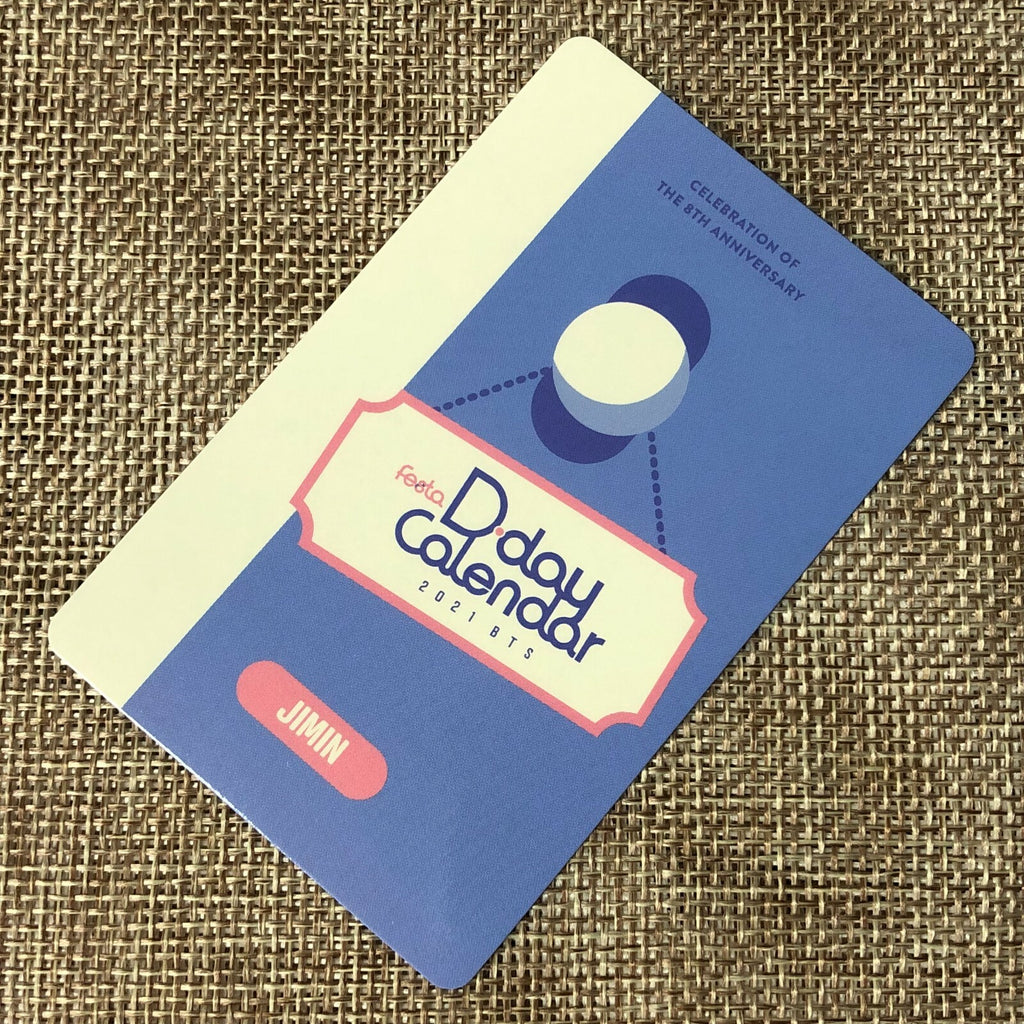 CELEBRATION OF
THE 8TH ANNIVERSARY
festa
D-day
Calendar
2021 BTS
JIMIN